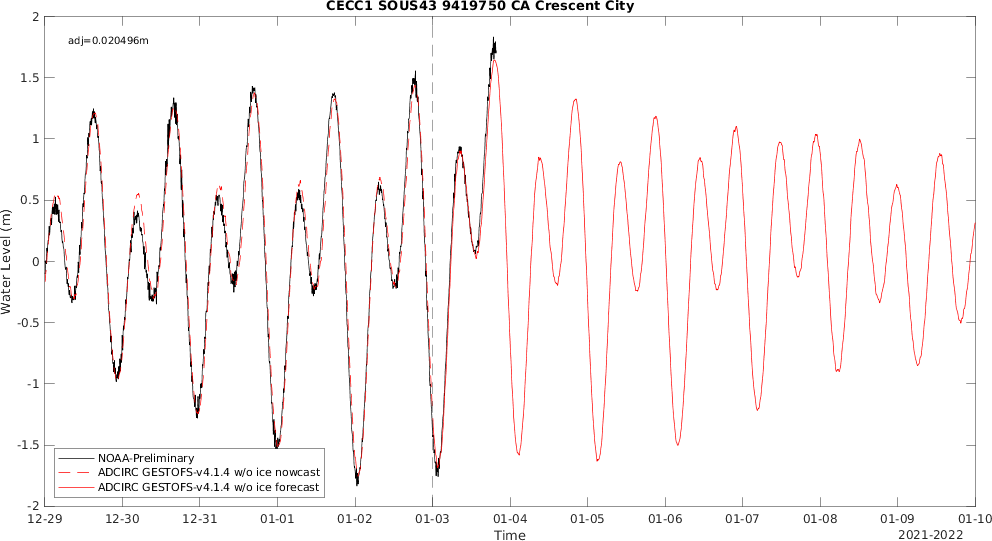 CECC1 SOUS43 9419750 CA Crescent City
adj=0.020496m
2
1.5
1
0.5
0
-0.5
-1
-1.5
-2
Water Level (m)
NOAA-Preliminary
ADCIRC GESTOFS-v4.1.4 w/o ice nowcast
ADCIRC GESTOFS-v4.1.4 w/o ice forecast
12-29 12-30 12-31 01-01 01-02 01-03 01-04 01-05 01-06 01-07 01-08 01-09 01-10
Time
2021-2022